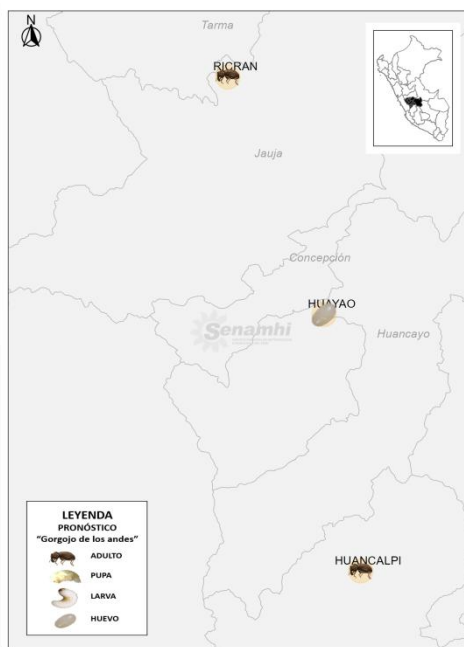 N
Tarma
RICRAN
Jauja
Concepción
HUAYAO
Senamhi
Huancayo
LEYENDA
PRONÓSTICO
"Gorgojo de los andes"
ADULTO
PUPA
LARVA
HUEVO
HUANCALPI